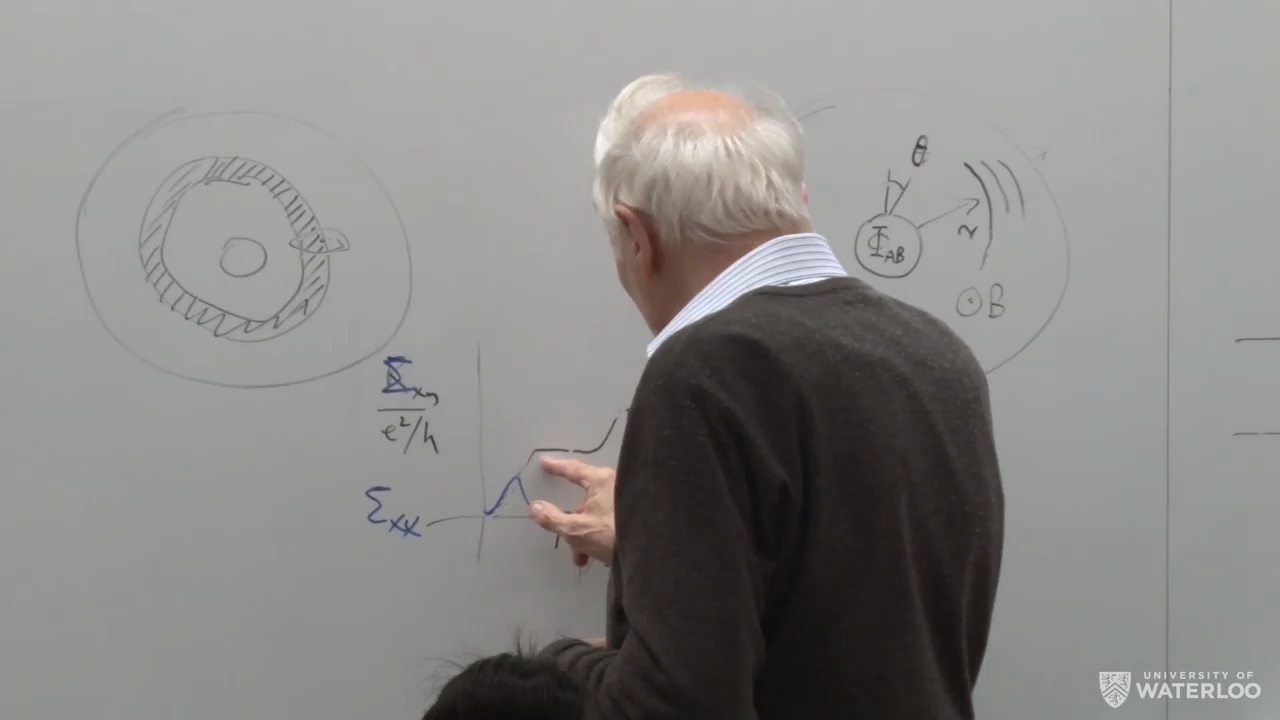 θ
Φ_AB
r
⊙B
Σ_xy
e²/h
Σ_xx
UNIVERSITY OF
WATERLOO